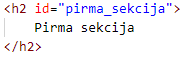 <h2 id="pirma_sekcija">
    Pirma sekcija
</h2>